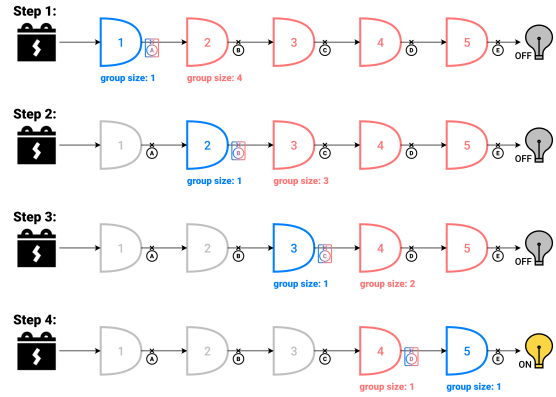 Step 1:
1 A 2 B 3 C 4 D 5 E OFF
group size: 1 group size: 4
Step 2:
1 A 2 B 3 C 4 D 5 E OFF
group size: 1 group size: 3
Step 3:
1 A 2 B 3 C 4 D 5 E OFF
group size: 1 group size: 2
Step 4:
1 A 2 B 3 C 4 D 5 E ON
group size: 1 group size: 1